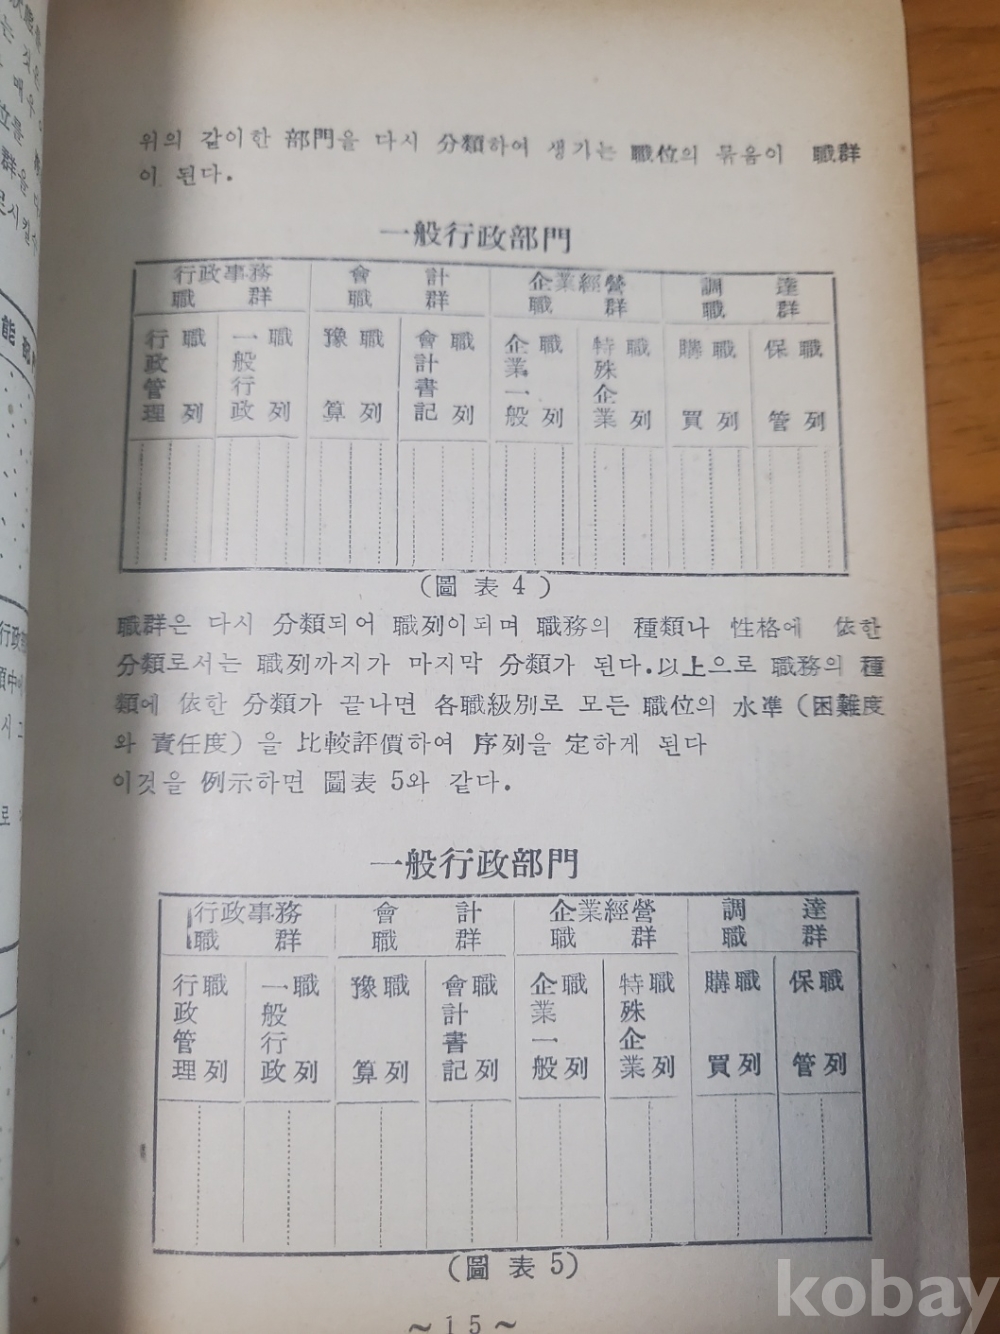 위의 같이한 部門을 다시 分類하여 생기는 職位의 묶음이 職群
이 된다.
一般行政部門
行政事務職群 會計職群 企業經營職群 調達職群
行政管理職列 一般行政職列 豫算職列 會計書記職列 企業一般職列 特殊企業職列 購買職列 保管職列
(圖表4)
職群은 다시 分類되어 職列이되며 職務의 種類나 性格에 依한
分類로서는 職列까지가 마지막 分類가 된다.以上으로 職務의 種
類에 依한 分類가 끝나면 各職級別로 모든 職位의 水準 (困難度
와 責任度) 을 比較評價하여 序列을 定하게 된다
이것을 例示하면 圖表 5와 같다.
一般行政部門
行政事務職群 會計職群 企業經營職群 調達職群
行政管理職列 一般行政職列 豫算職列 會計書記職列 企業一般職列 特殊企業職列 購買職列 保管職列
(圖表5)
~15~
kobay